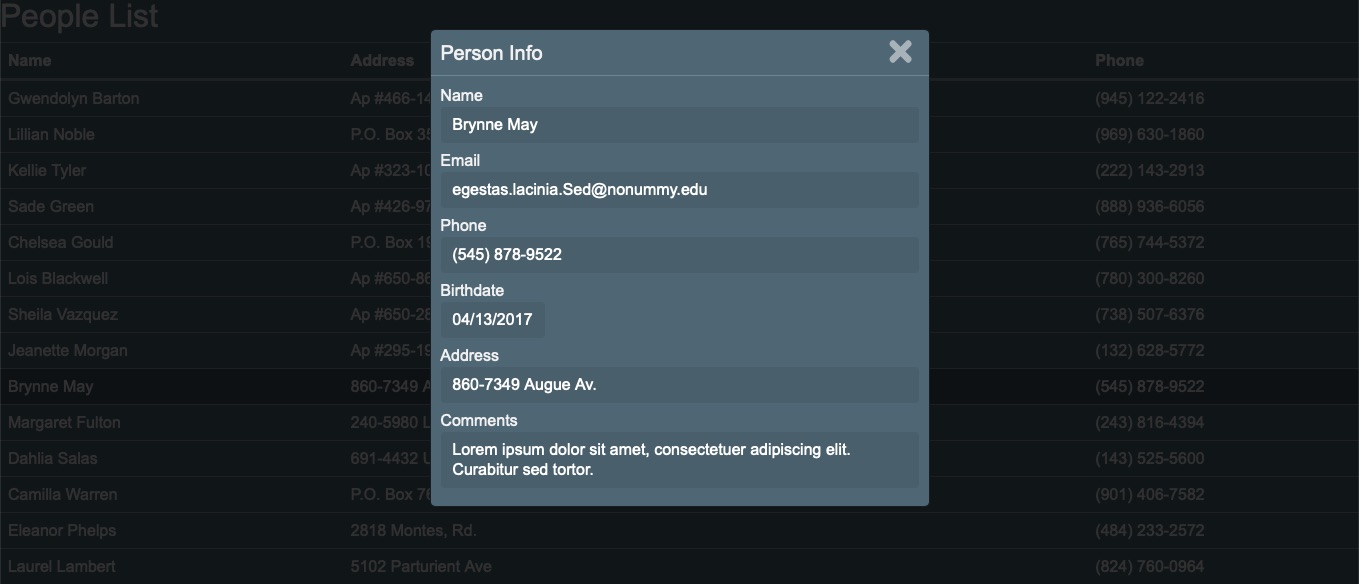 People List
Name Address Phone
Gwendolyn Barton Ap #466-14 (945) 122-2416
Lillian Noble P.O. Box 35 (969) 630-1860
Kellie Tyler Ap #323-10 (222) 143-2913
Sade Green Ap #426-97 (888) 936-6056
Chelsea Gould P.O. Box 19 (765) 744-5372
Lois Blackwell Ap #650-86 (780) 300-8260
Sheila Vazquez Ap #650-28 (738) 507-6376
Jeanette Morgan Ap #295-19 (132) 628-5772
Brynne May 860-7349 A (545) 878-9522
Margaret Fulton 240-5980 L (243) 816-4394
Dahlia Salas 691-4432 U (143) 525-5600
Camilla Warren P.O. Box 76 (901) 406-7582
Eleanor Phelps 2818 Montes, Rd. (484) 233-2572
Laurel Lambert 5102 Parturient Ave (824) 760-0964
Person Info
Name
Brynne May
Email
egestas.lacinia.Sed@nonummy.edu
Phone
(545) 878-9522
Birthdate
04/13/2017
Address
860-7349 Augue Av.
Comments
Lorem ipsum dolor sit amet, consectetuer adipiscing elit.
Curabitur sed tortor.